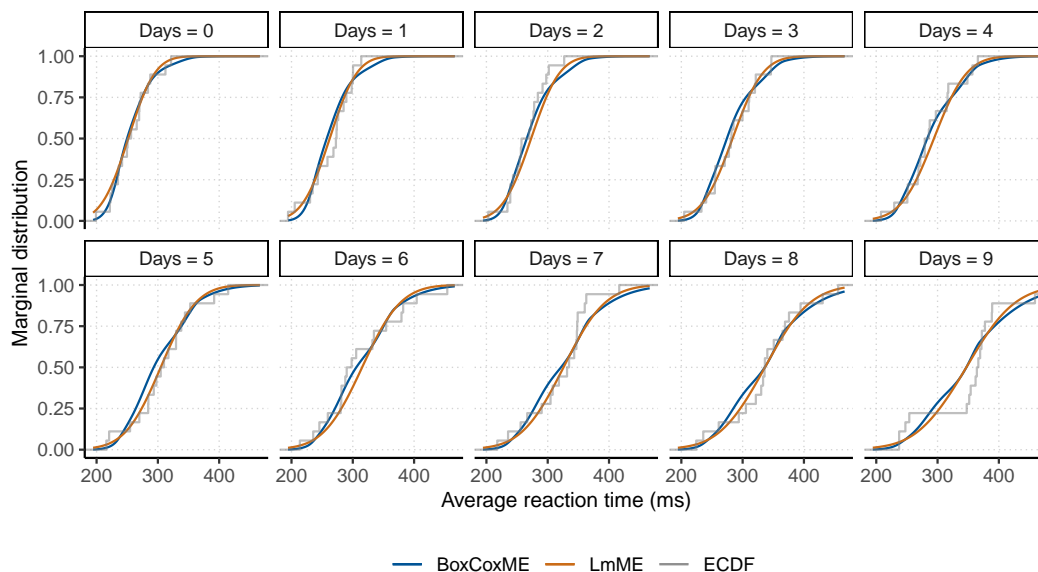 Days = 0 Days = 1 Days = 2 Days = 3 Days = 4
1.00
0.75
0.50
0.25
0.00
Days = 5 Days = 6 Days = 7 Days = 8 Days = 9
1.00
0.75
0.50
0.25
0.00
Marginal distribution
200 300 400 200 300 400 200 300 400 200 300 400 200 300 400
Average reaction time (ms)
BoxCoxME LmME ECDF